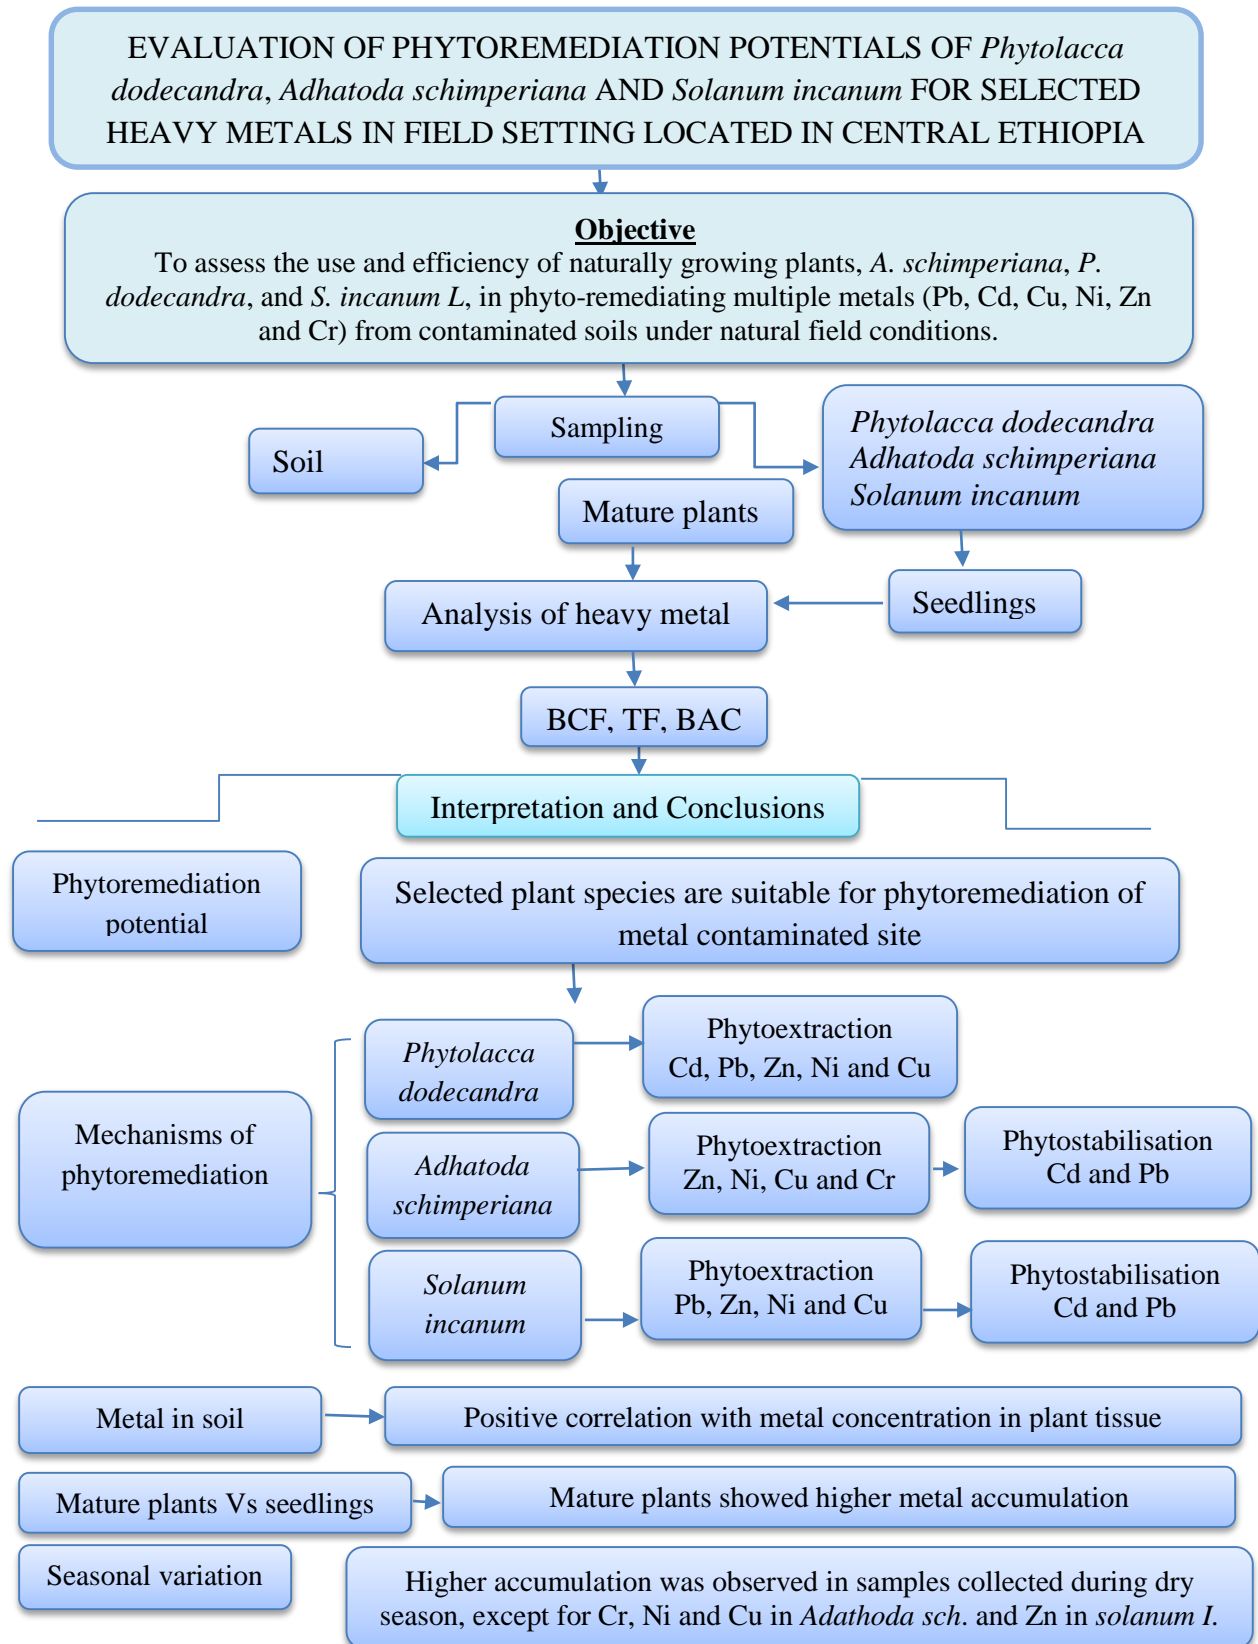 EVALUATION OF PHYTOREMEDIATION POTENTIALS OF Phytolacca
dodecandra, Adhatoda schimperiana AND Solanum incanum FOR SELECTED
HEAVY METALS IN FIELD SETTING LOCATED IN CENTRAL ETHIOPIA
Objective
To assess the use and efficiency of naturally growing plants, A. schimperiana, P.
dodecandra, and S. incanum L, in phyto-remediating multiple metals (Pb, Cd, Cu, Ni, Zn
and Cr) from contaminated soils under natural field conditions.
Sampling
Soil
Phytolacca dodecandra
Adhatoda schimperiana
Solanum incanum
Mature plants
Seedlings
Analysis of heavy metal
BCF, TF, BAC
Interpretation and Conclusions
Phytoremediation
potential
Selected plant species are suitable for phytoremediation of
metal contaminated site
Mechanisms of
phytoremediation
Phytolacca
dodecandra
Phytoextraction
Cd, Pb, Zn, Ni and Cu
Adhatoda
schimperiana
Phytoextraction
Zn, Ni, Cu and Cr
Phytostabilisation
Cd and Pb
Solanum
incanum
Phytoextraction
Pb, Zn, Ni and Cu
Phytostabilisation
Cd and Pb
Metal in soil
Positive correlation with metal concentration in plant tissue
Mature plants Vs seedlings
Mature plants showed higher metal accumulation
Seasonal variation
Higher accumulation was observed in samples collected during dry
season, except for Cr, Ni and Cu in Adathoda sch. and Zn in solanum I.